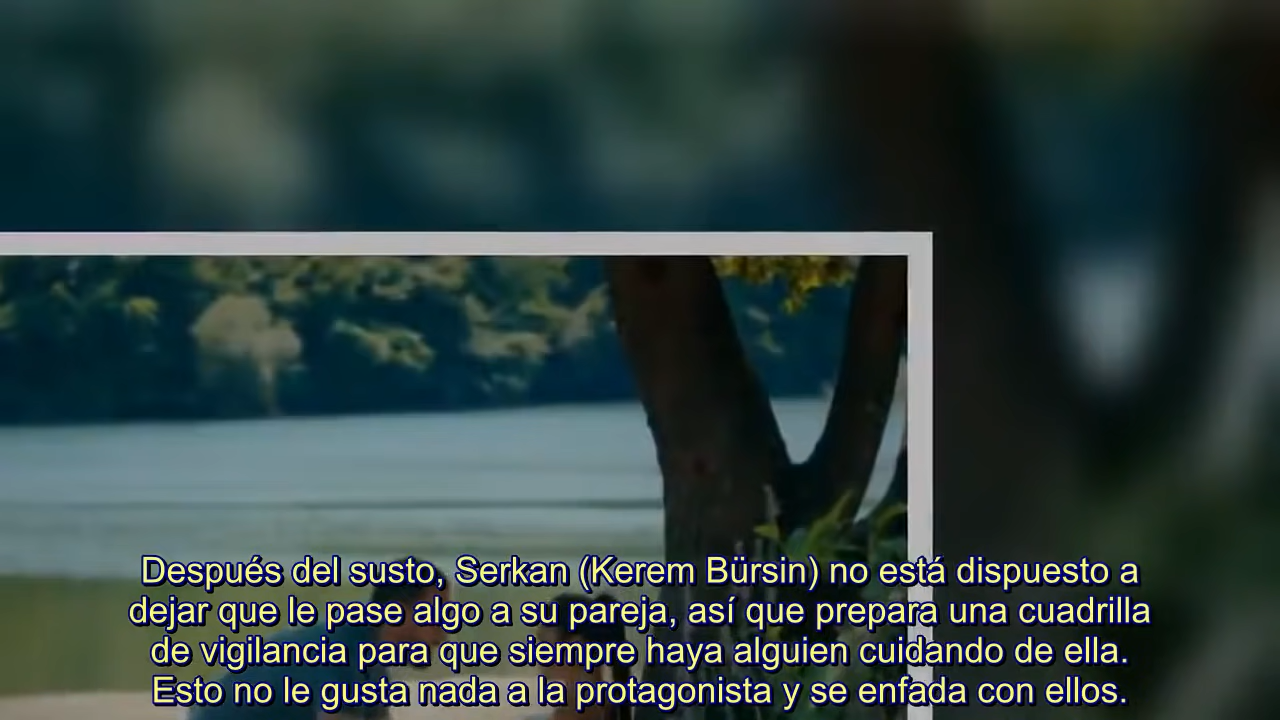 Después del susto, Serkan (Kerem Bürsin) no está dispuesto a
dejar que le pase algo a su pareja, así que prepara una cuadrilla
de vigilancia para que siempre haya alguien cuidando de ella.
Esto no le gusta nada a la protagonista y se enfada con ellos.